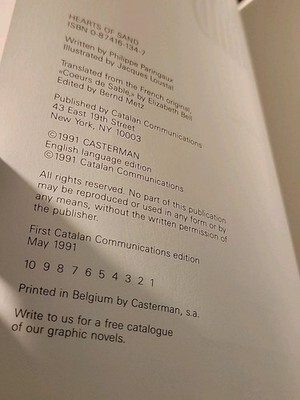 HEARTS OF SAND
ISBN 0-87416-134-7
Written by Philippe Paringaux
Illustrated by Jacques Loustal
Translated from the French original,
«Coeurs de Sable,» by Elizabeth Bell
Edited by Bernd Metz
Published by Catalan Communications
43 East 19th Street
New York, NY 10003
©1991 CASTERMAN
English language edition
©1991 Catalan Communications
All rights reserved. No part of this publication
may be reproduced or used in any form or by
any means, without the written permission of
the publisher.
First Catalan Communications edition
May 1991
10 9 8 7 6 5 4 3 2 1
Printed in Belgium by Casterman, s.a.
Write to us for a free catalogue
of our graphic novels.